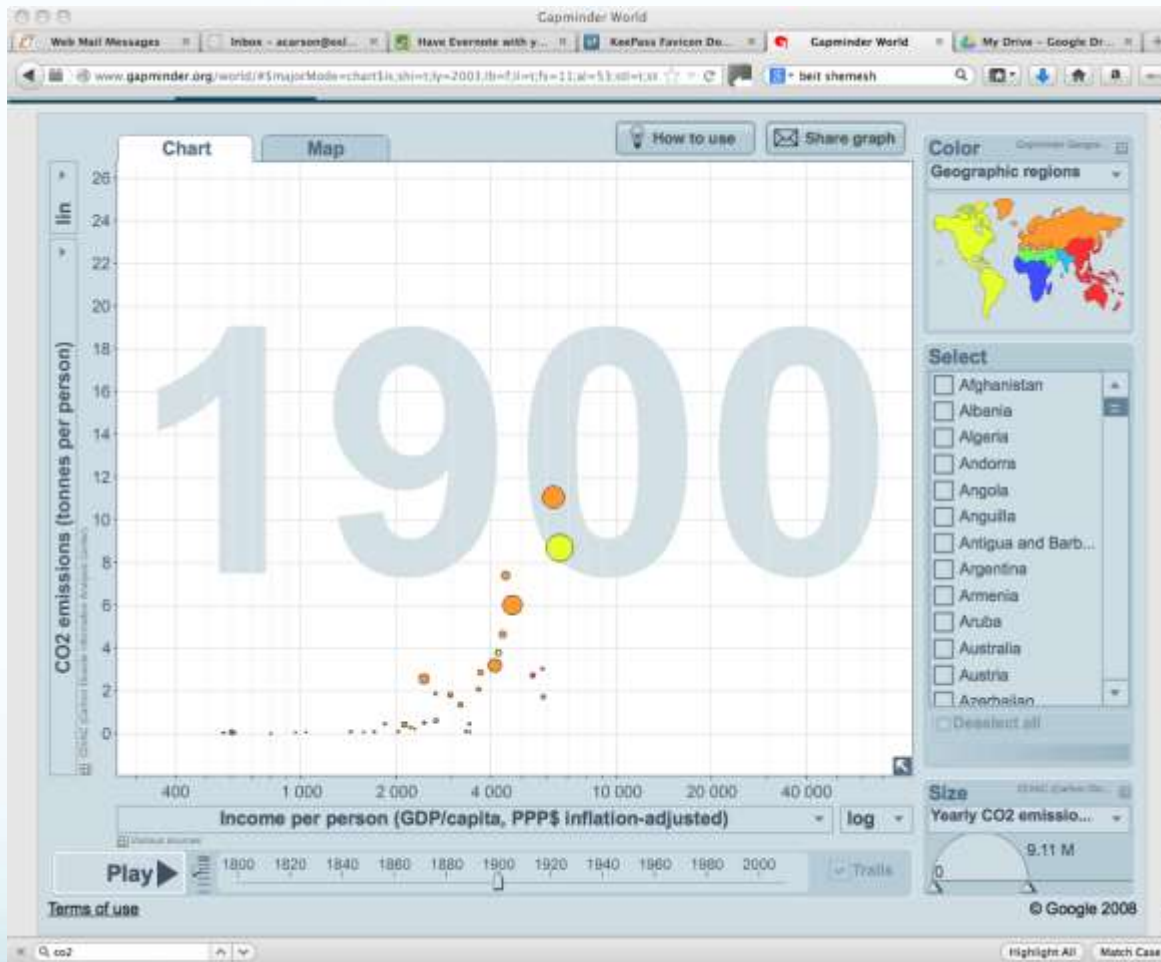 Gapminder World
Web Mail Messages
Inbox - acarson@esl...
Have Evernote with y...
KeePass Favicon Do...
Gapminder World
My Drive - Google Dr...
beit shemesh
Chart
Map
How to use
Share graph
lin
CO2 emissions (tonnes per person)
26
24
22
20
18
16
14
12
10
8
6
4
2
0
1900
400
1 000
2 000
4 000
10 000
20 000
40 000
Income per person (GDP/capita, PPP$ inflation-adjusted)
log
Various sources
Play
1800
1820
1840
1860
1880
1900
1920
1940
1960
1980
2000
Trails
Terms of use
© Google 2008
Color
Geographic regions
Select
Afghanistan
Albania
Algeria
Andorra
Angola
Anguilla
Antigua and Barb...
Argentina
Armenia
Aruba
Australia
Austria
Azerbaijan
Deselect all
Size
Yearly CO2 emissio...
0
9.11 M
co2
Highlight All
Match Case